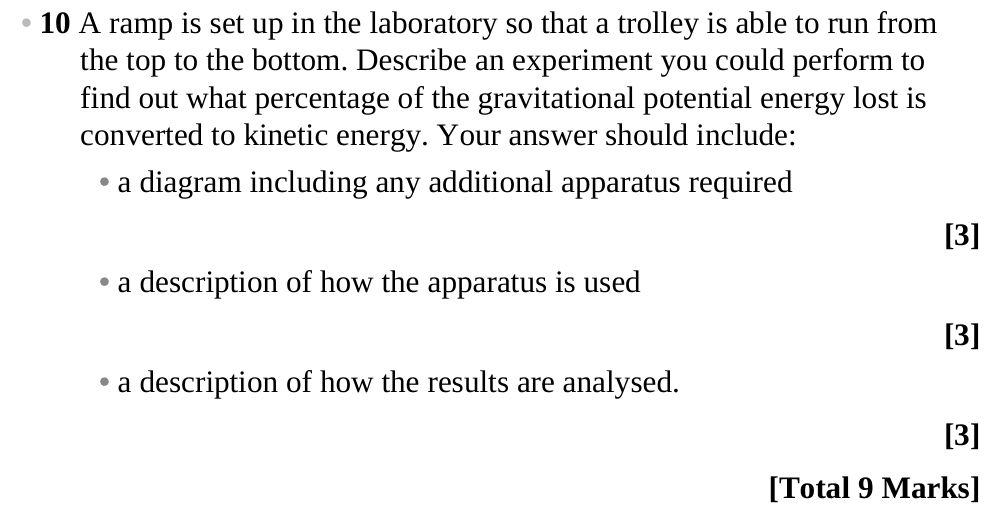 • 10 A ramp is set up in the laboratory so that a trolley is able to run from
the top to the bottom. Describe an experiment you could perform to
find out what percentage of the gravitational potential energy lost is
converted to kinetic energy. Your answer should include:
• a diagram including any additional apparatus required
[3]
• a description of how the apparatus is used
[3]
• a description of how the results are analysed.
[3]
[Total 9 Marks]